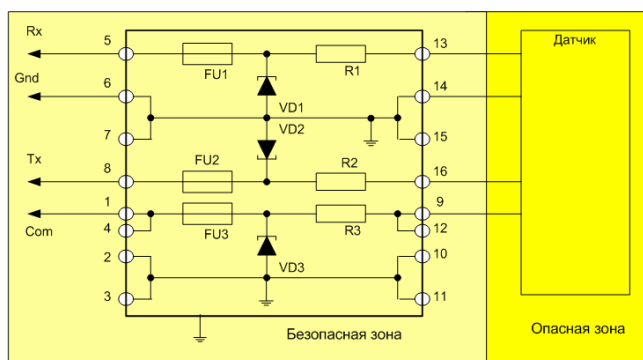 Rx
5
FU1
R1
13
Датчик
Gnd
6
VD1
14
7
VD2
15
Tx
8
FU2
R2
16
1
9
Com
4
FU3
R3
12
2
VD3
10
3
11
Безопасная зона
Опасная зона